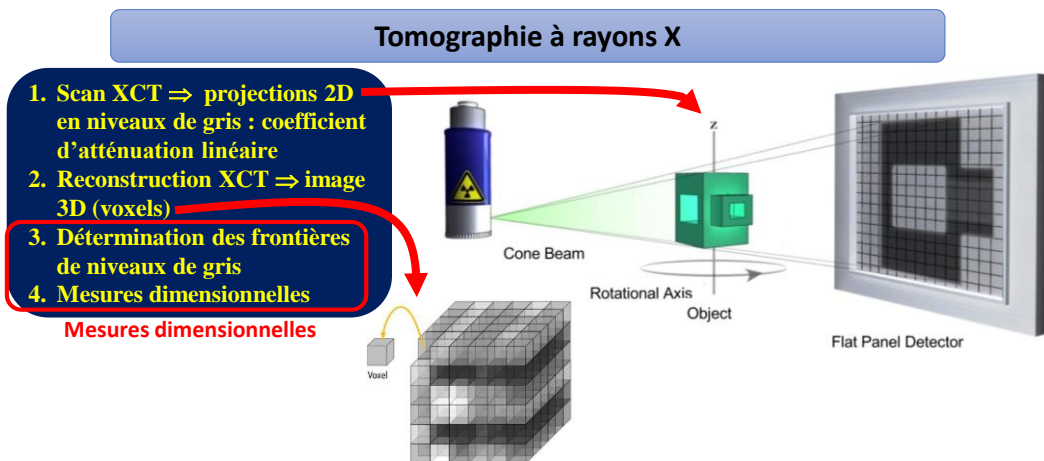 Tomographie à rayons X
1. Scan XCT ⇒ projections 2D
en niveaux de gris : coefficient
d’atténuation linéaire
2. Reconstruction XCT ⇒ image
3D (voxels)
3. Détermination des frontières
de niveaux de gris
4. Mesures dimensionnelles
Mesures dimensionnelles
z
Cone Beam
Rotational Axis
Object
Flat Panel Detector
Voxel